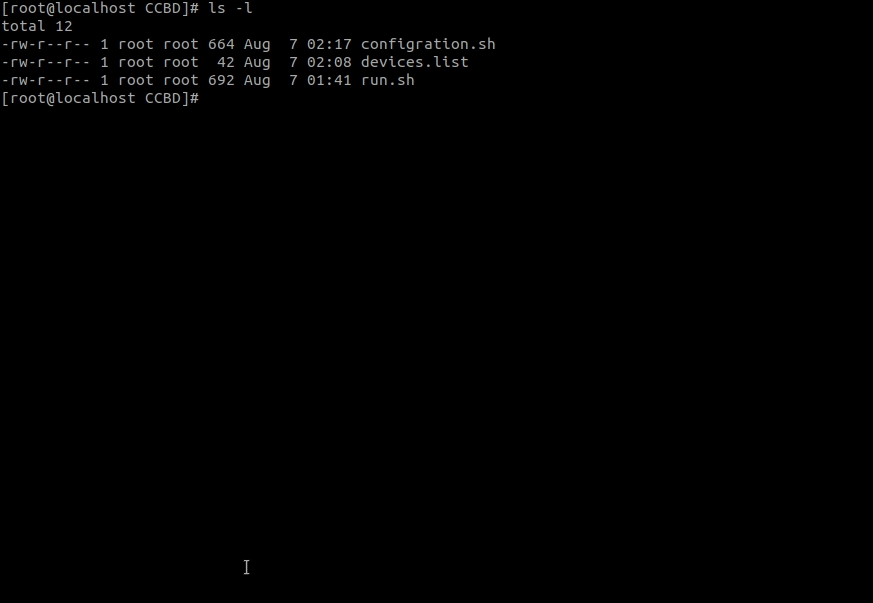 [root@localhost CCBD]# ls -l
total 12
-rw-r--r-- 1 root root 664 Aug  7 02:17 configration.sh
-rw-r--r-- 1 root root  42 Aug  7 02:08 devices.list
-rw-r--r-- 1 root root 692 Aug  7 01:41 run.sh
[root@localhost CCBD]#